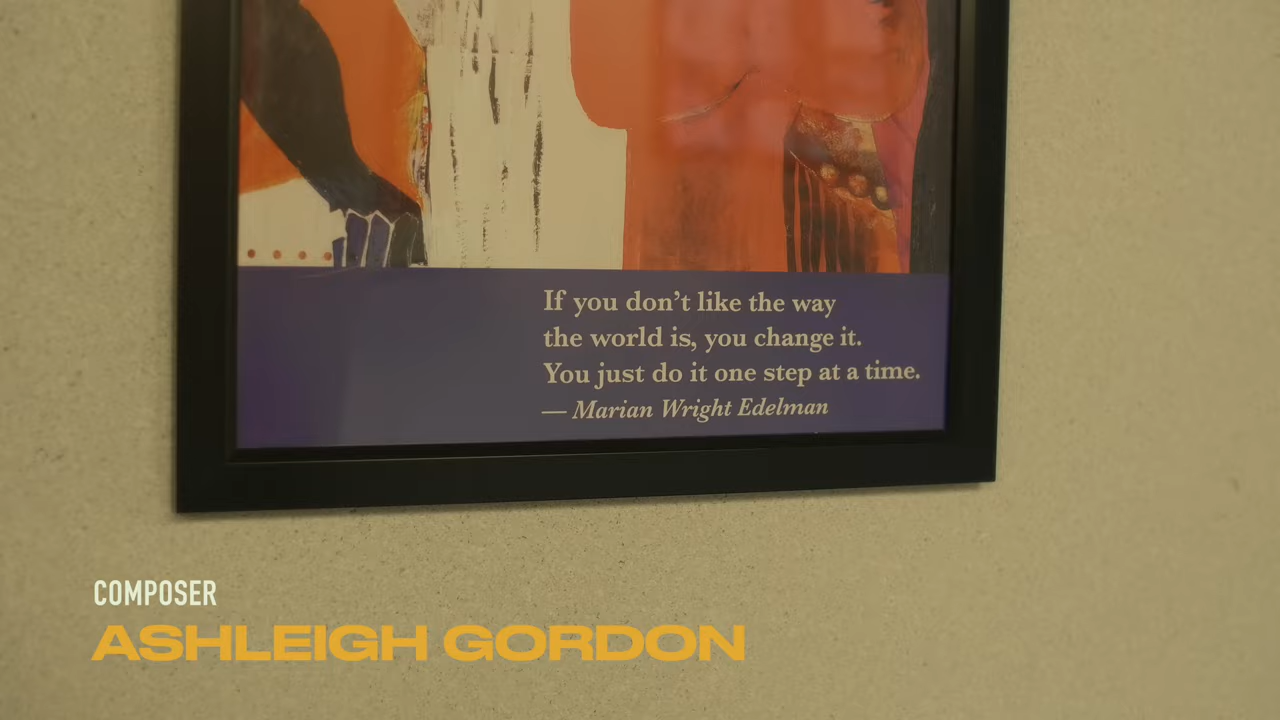 If you don't like the way
the world is, you change it.
You just do it one step at a time.
— Marian Wright Edelman
COMPOSER
ASHLEIGH GORDON